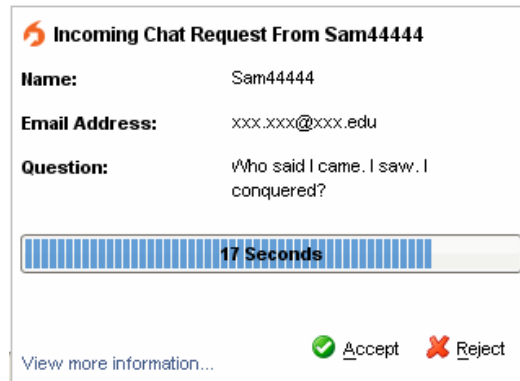 Incoming Chat Request From Sam44444
Name: Sam44444
Email Address: xxx.xxx@xxx.edu
Question: Who said I came. I saw. I
conquered?
17 Seconds
Accept Reject
View more information...